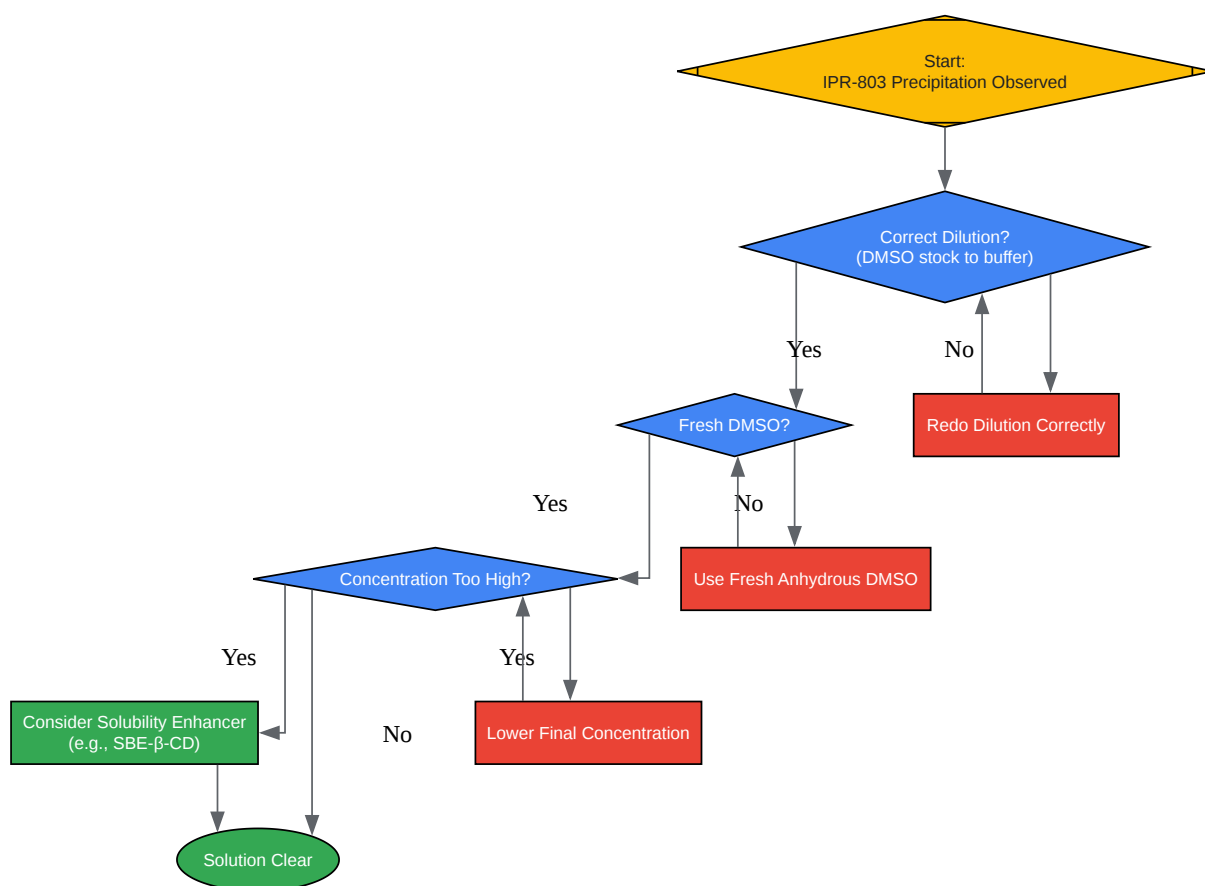 Start:
IPR-803 Precipitation Observed
Correct Dilution?
(DMSO stock to buffer)
Yes
No
Fresh DMSO?
Redo Dilution Correctly
Yes
No
Concentration Too High?
Use Fresh Anhydrous DMSO
Yes
Yes
Consider Solubility Enhancer
(e.g., SBE-β-CD)
No
Lower Final Concentration
Solution Clear